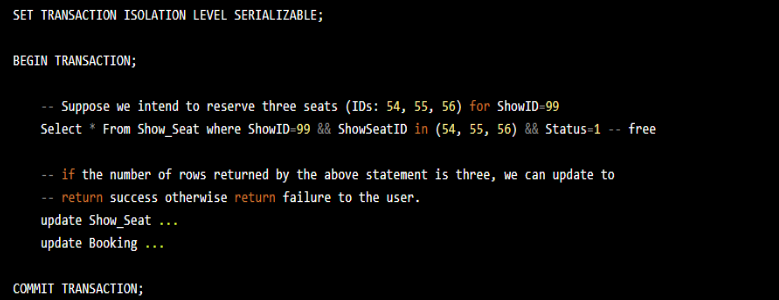 SET TRANSACTION ISOLATION LEVEL SERIALIZABLE;
BEGIN TRANSACTION;
-- Suppose we intend to reserve three seats (IDs: 54, 55, 56) for ShowID=99
Select * From Show_Seat where ShowID=99 && ShowSeatID in (54, 55, 56) && Status=1 -- free
-- if the number of rows returned by the above statement is three, we can update to
-- return success otherwise return failure to the user.
update Show_Seat ...
update Booking ...
COMMIT TRANSACTION;